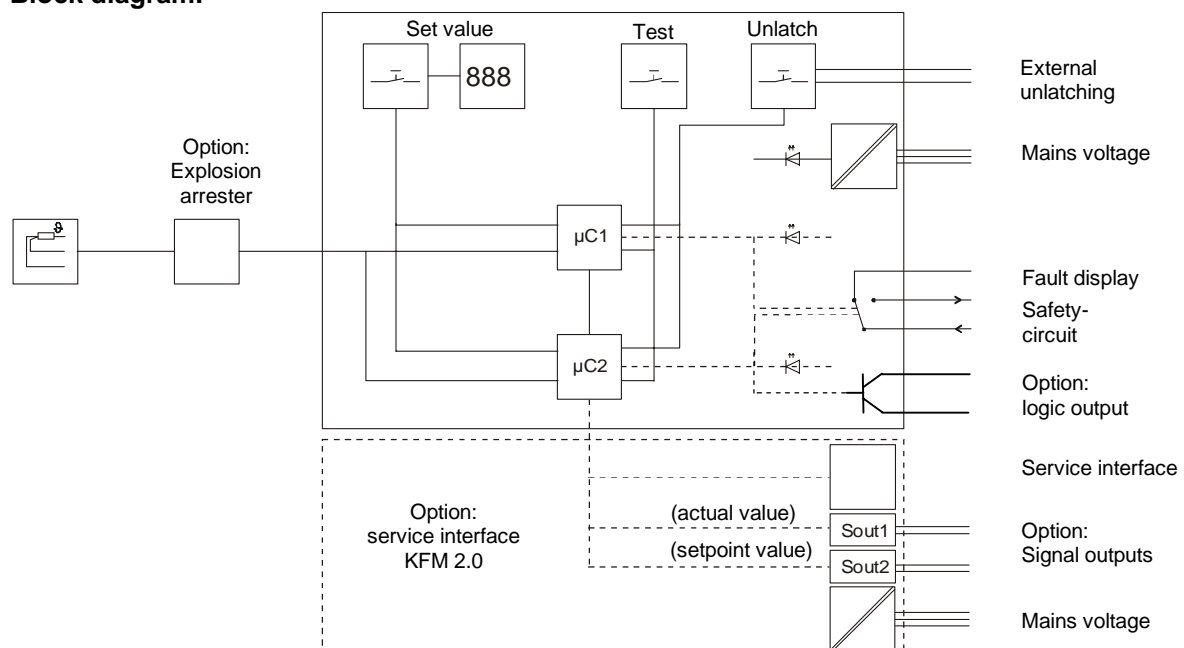 Block diagram:
Set value
Test
Unlatch
888
External
unlatching
Mains voltage
Option:
Explosion
arrester
ϑ
µC1
Fault display
Safety-
circuit
µC2
Option:
logic output
Service interface
Option:
service interface
KFM 2.0
(actual value)
Sout1
(setpoint value)
Sout2
Option:
Signal outputs
Mains voltage